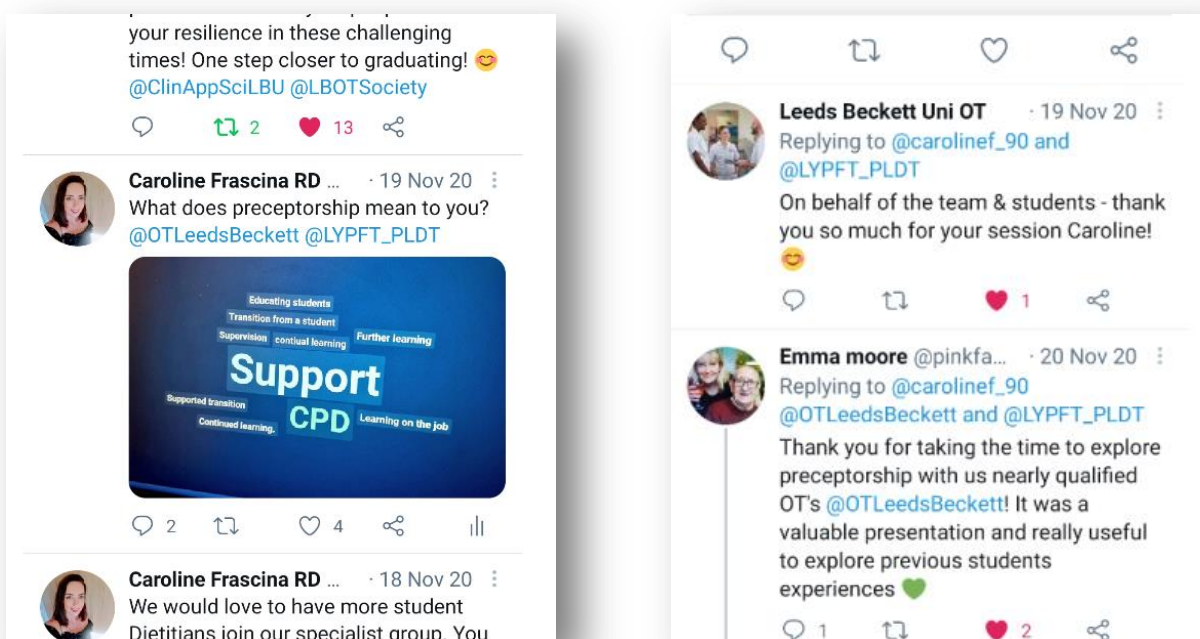 your resilience in these challenging
times! One step closer to graduating! 😊
@ClinAppSciLBU @LBOTSociety
2 13
Caroline Frascina RD ... · 19 Nov 20
What does preceptorship mean to you?
@OTLeedsBeckett @LYPFT_PLDT
Educating students
Transition from a student
Supervision contiual learning Further learning
Support
Supported transition
CPD Learning on the job
Continued learning.
2 4
Caroline Frascina RD ... · 18 Nov 20
We would love to have more student
Dietitians join our specialist group. You
Leeds Beckett Uni OT · 19 Nov 20
Replying to @carolinef_90 and
@LYPFT_PLDT
On behalf of the team & students - thank
you so much for your session Caroline!
😊
1
Emma moore @pinkfa... · 20 Nov 20
Replying to @carolinef_90
@OTLeedsBeckett and @LYPFT_PLDT
Thank you for taking the time to explore
preceptorship with us nearly qualified
OT's @OTLeedsBeckett! It was a
valuable presentation and really useful
to explore previous students
experiences 💚
1 2